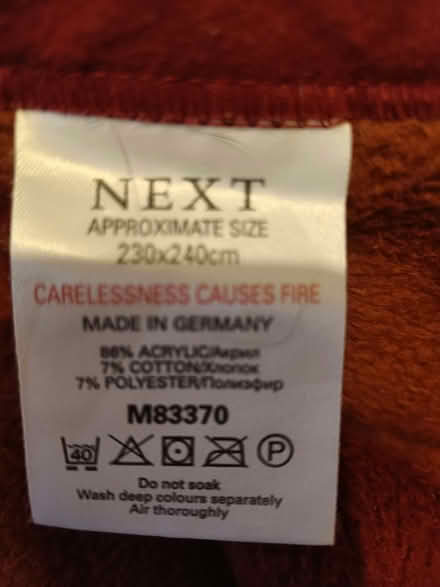 NEXT
APPROXIMATE SIZE
230x240cm
CARELESSNESS CAUSES FIRE
MADE IN GERMANY
86% ACRYLIC/Акрил
7% COTTON/Хлопок
7% POLYESTER/Полиэфир
M83370
40 P
Do not soak
Wash deep colours separately
Air thoroughly